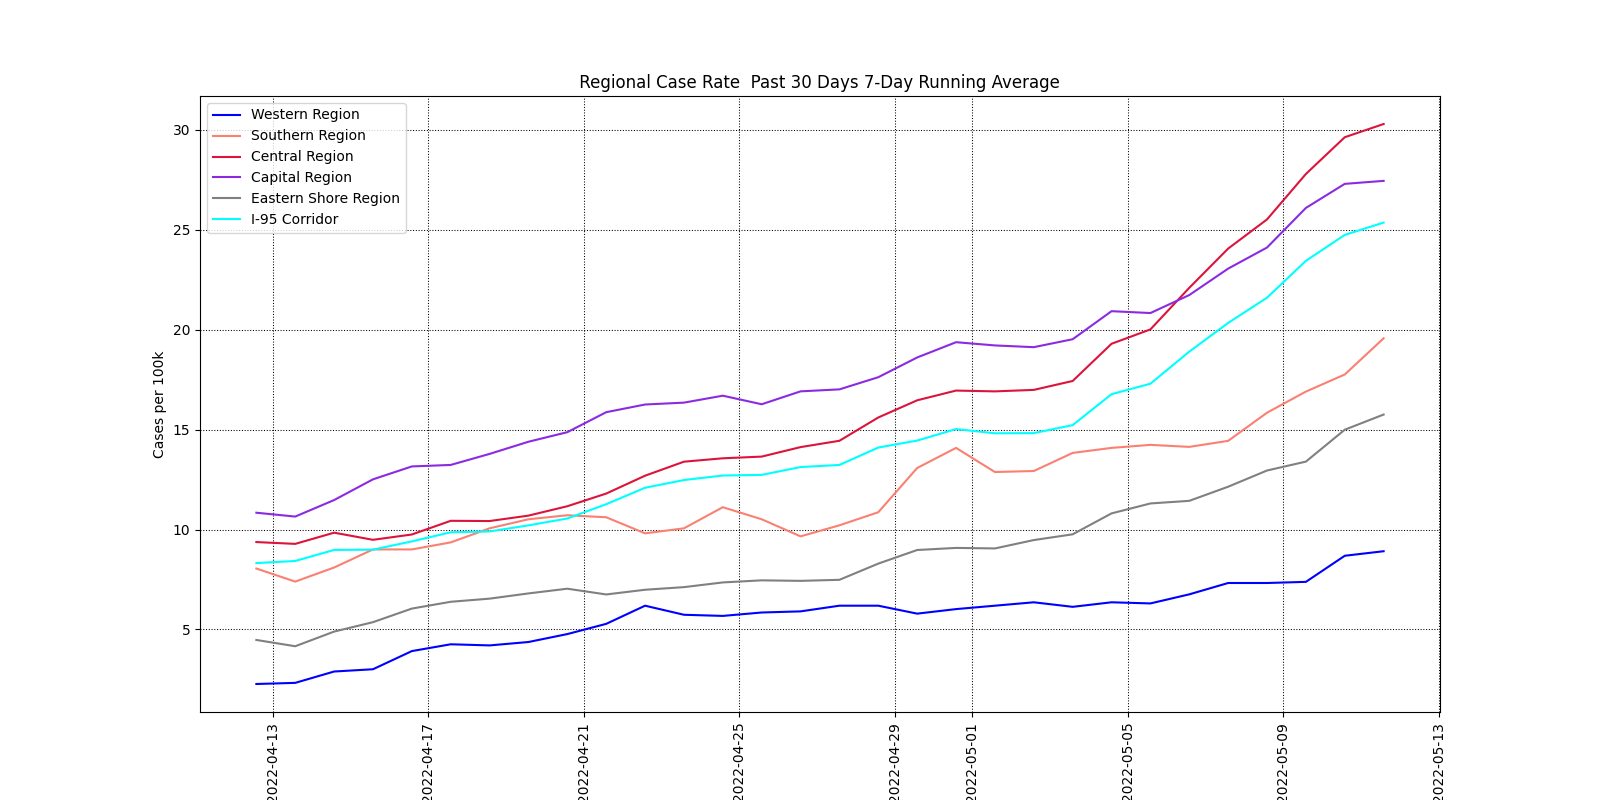 Regional Case Rate  Past 30 Days 7-Day Running Average
Western Region
Southern Region
Central Region
Capital Region
Eastern Shore Region
I-95 Corridor
Cases per 100k
30
25
20
15
10
5
2022-04-13
2022-04-17
2022-04-21
2022-04-25
2022-04-29
2022-05-01
2022-05-05
2022-05-09
2022-05-13